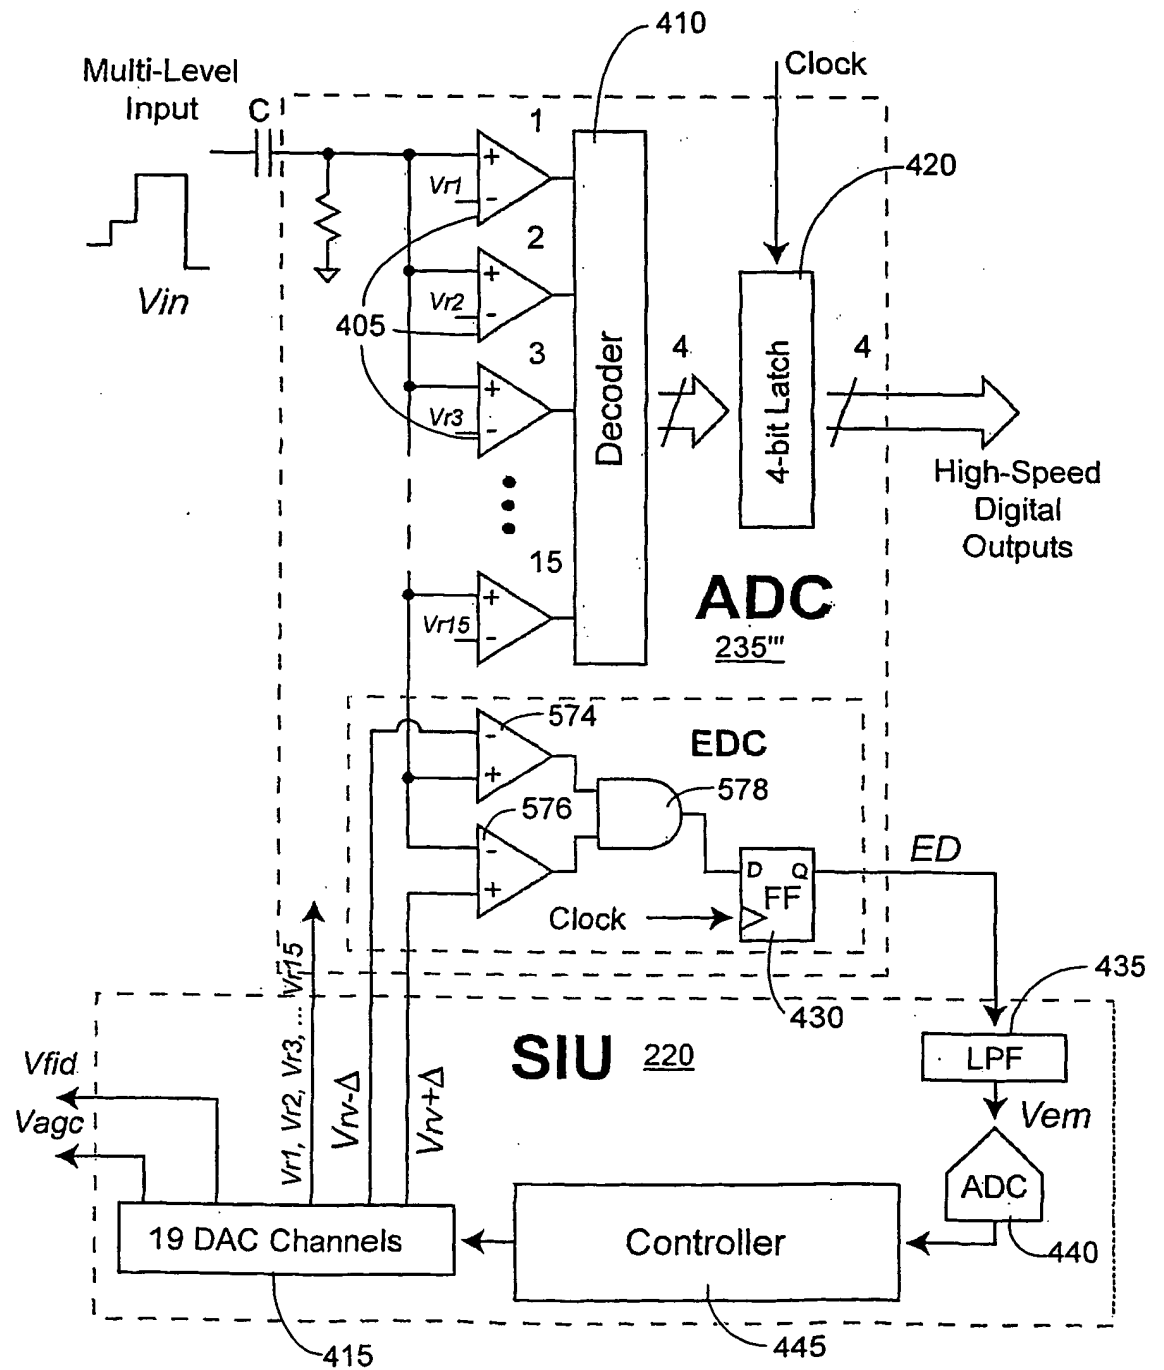 410
Clock
Multi-Level
Input
C
1
Vr1
+
-
420
2
Vr2
+
-
Vin
405
3
Vr3
+
-
Decoder
4
4-bit Latch
4
High-Speed
Digital
Outputs
15
Vr15
+
-
ADC
235'''
574
-
+
EDC
576
-
+
578
ED
D Q
FF
Clock
430
435
SIU 220
LPF
Vem
Vfid
Vagc
Vr1, Vr2, Vr3, ... Vr15
Vrv-Δ
Vrv+Δ
ADC
440
19 DAC Channels
Controller
415
445